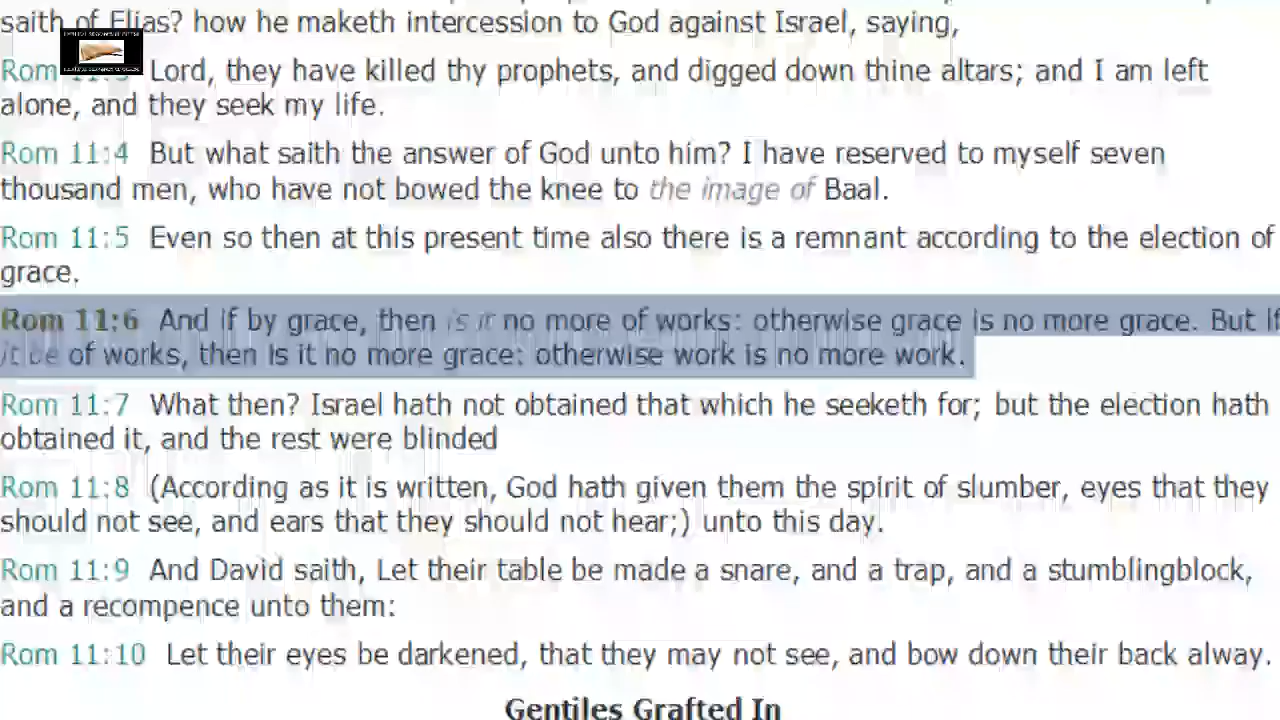 saith of Elias? how he maketh intercession to God against Israel, saying,
Rom Lord, they have killed thy prophets, and digged down thine altars; and I am left
alone, and they seek my life.
Rom 11:4 But what saith the answer of God unto him? I have reserved to myself seven
thousand men, who have not bowed the knee to the image of Baal.
Rom 11:5 Even so then at this present time also there is a remnant according to the election of
grace.
Rom 11:6 And if by grace, then is it no more of works: otherwise grace is no more grace. But if
it be of works, then is it no more grace: otherwise work is no more work.
Rom 11:7 What then? Israel hath not obtained that which he seeketh for; but the election hath
obtained it, and the rest were blinded
Rom 11:8 (According as it is written, God hath given them the spirit of slumber, eyes that they
should not see, and ears that they should not hear;) unto this day.
Rom 11:9 And David saith, Let their table be made a snare, and a trap, and a stumblingblock,
and a recompence unto them:
Rom 11:10 Let their eyes be darkened, that they may not see, and bow down their back alway.
Gentiles Grafted In